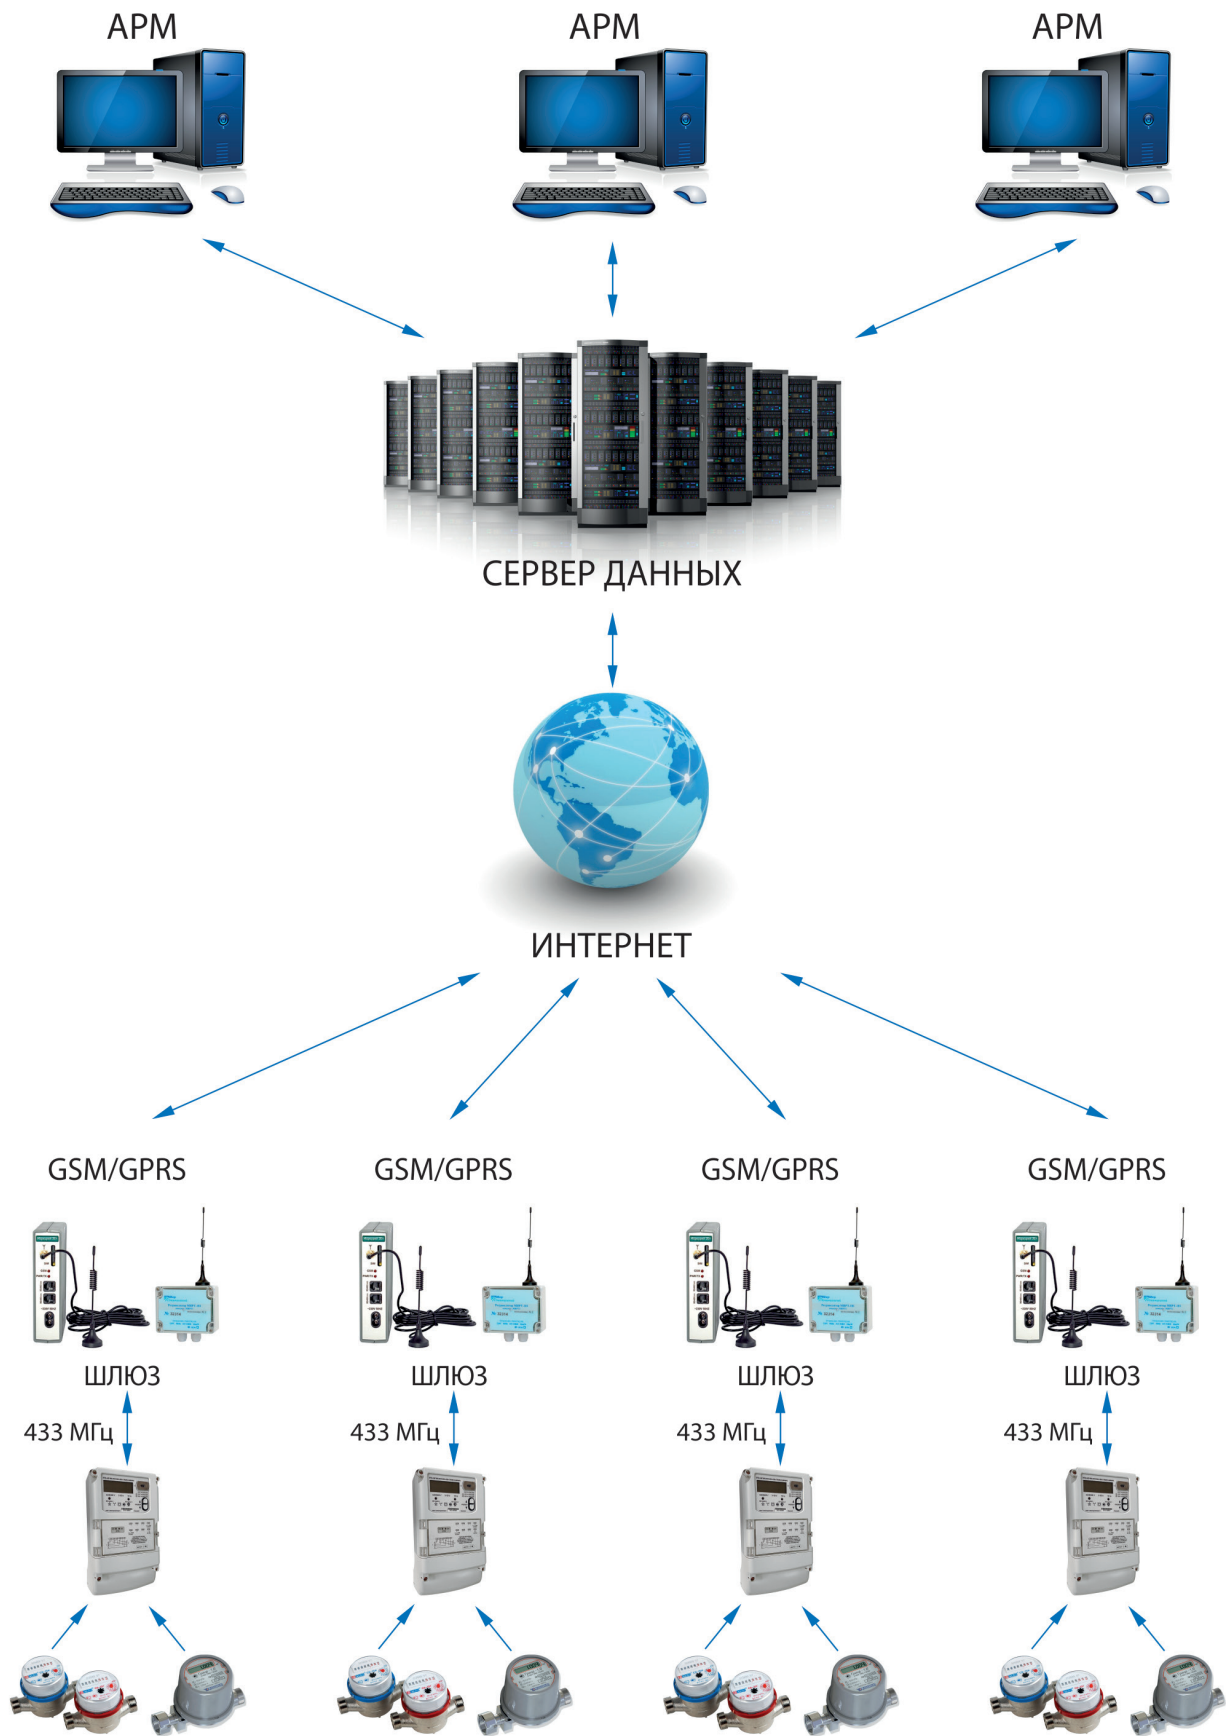 АРМ
АРМ
АРМ
СЕРВЕР ДАННЫХ
ИНТЕРНЕТ
GSM/GPRS
GSM/GPRS
GSM/GPRS
GSM/GPRS
ШЛЮЗ
ШЛЮЗ
ШЛЮЗ
ШЛЮЗ
433 МГц
433 МГц
433 МГц
433 МГц